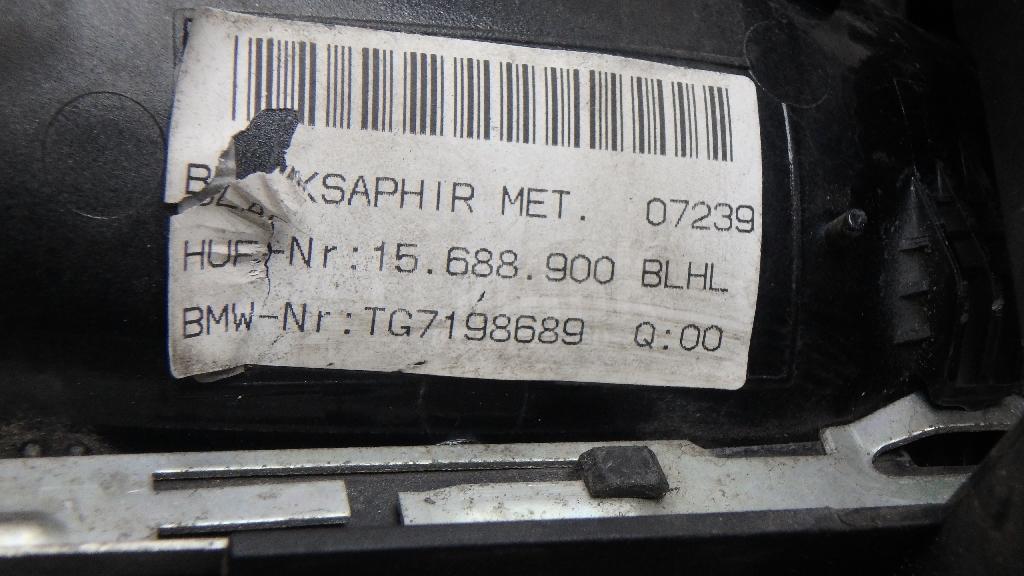 KSAPHIR MET. 07239
HUF-Nr:15.688.900 BLHL
BMW-Nr:TG7198689 Q:00